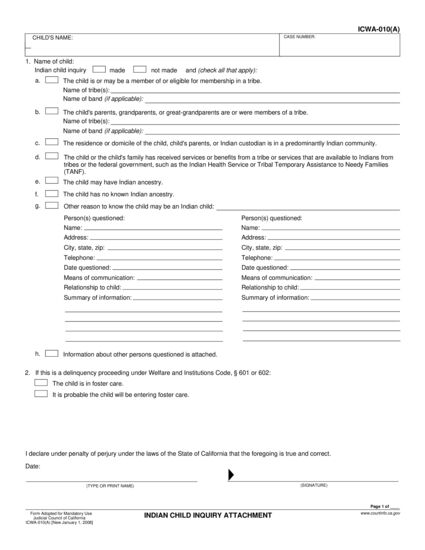 ICWA-010(A)
CHILD'S NAME:
CASE NUMBER:
1. Name of child:
Indian child inquiry made not made and (check all that apply):
a. The child is or may be a member of or eligible for membership in a tribe.
Name of tribe(s):
Name of band (if applicable):
b. The child's parents, grandparents, or great-grandparents are or were members of a tribe.
Name of tribe(s):
Name of band (if applicable):
c. The residence or domicile of the child, child's parents, or Indian custodian is in a predominantly Indian community.
d. The child or the child's family has received services or benefits from a tribe or services that are available to Indians from
tribes or the federal government, such as the Indian Health Service or Tribal Temporary Assistance to Needy Families
(TANF).
e. The child may have Indian ancestry.
f. The child has no known Indian ancestry.
g. Other reason to know the child may be an Indian child:
Person(s) questioned: Person(s) questioned:
Name: Name:
Address: Address:
City, state, zip: City, state, zip:
Telephone: Telephone:
Date questioned: Date questioned:
Means of communication: Means of communication:
Relationship to child: Relationship to child:
Summary of information: Summary of information:
h. Information about other persons questioned is attached.
2. If this is a delinquency proceeding under Welfare and Institutions Code, § 601 or 602:
The child is in foster care.
It is probable the child will be entering foster care.
I declare under penalty of perjury under the laws of the State of California that the foregoing is true and correct.
Date:
(TYPE OR PRINT NAME) (SIGNATURE)
Page 1 of
Form Adopted for Mandatory Use
Judicial Council of California
ICWA-010(A) [New January 1, 2008]
INDIAN CHILD INQUIRY ATTACHMENT
www.courtinfo.ca.gov